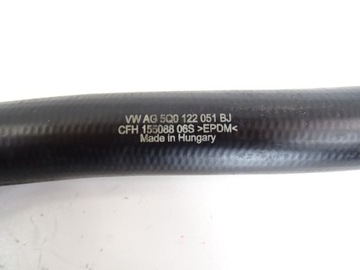 VW AG 5Q0 122 051 BJ
CFH 155088 06S >EPDM<
Made in Hungary